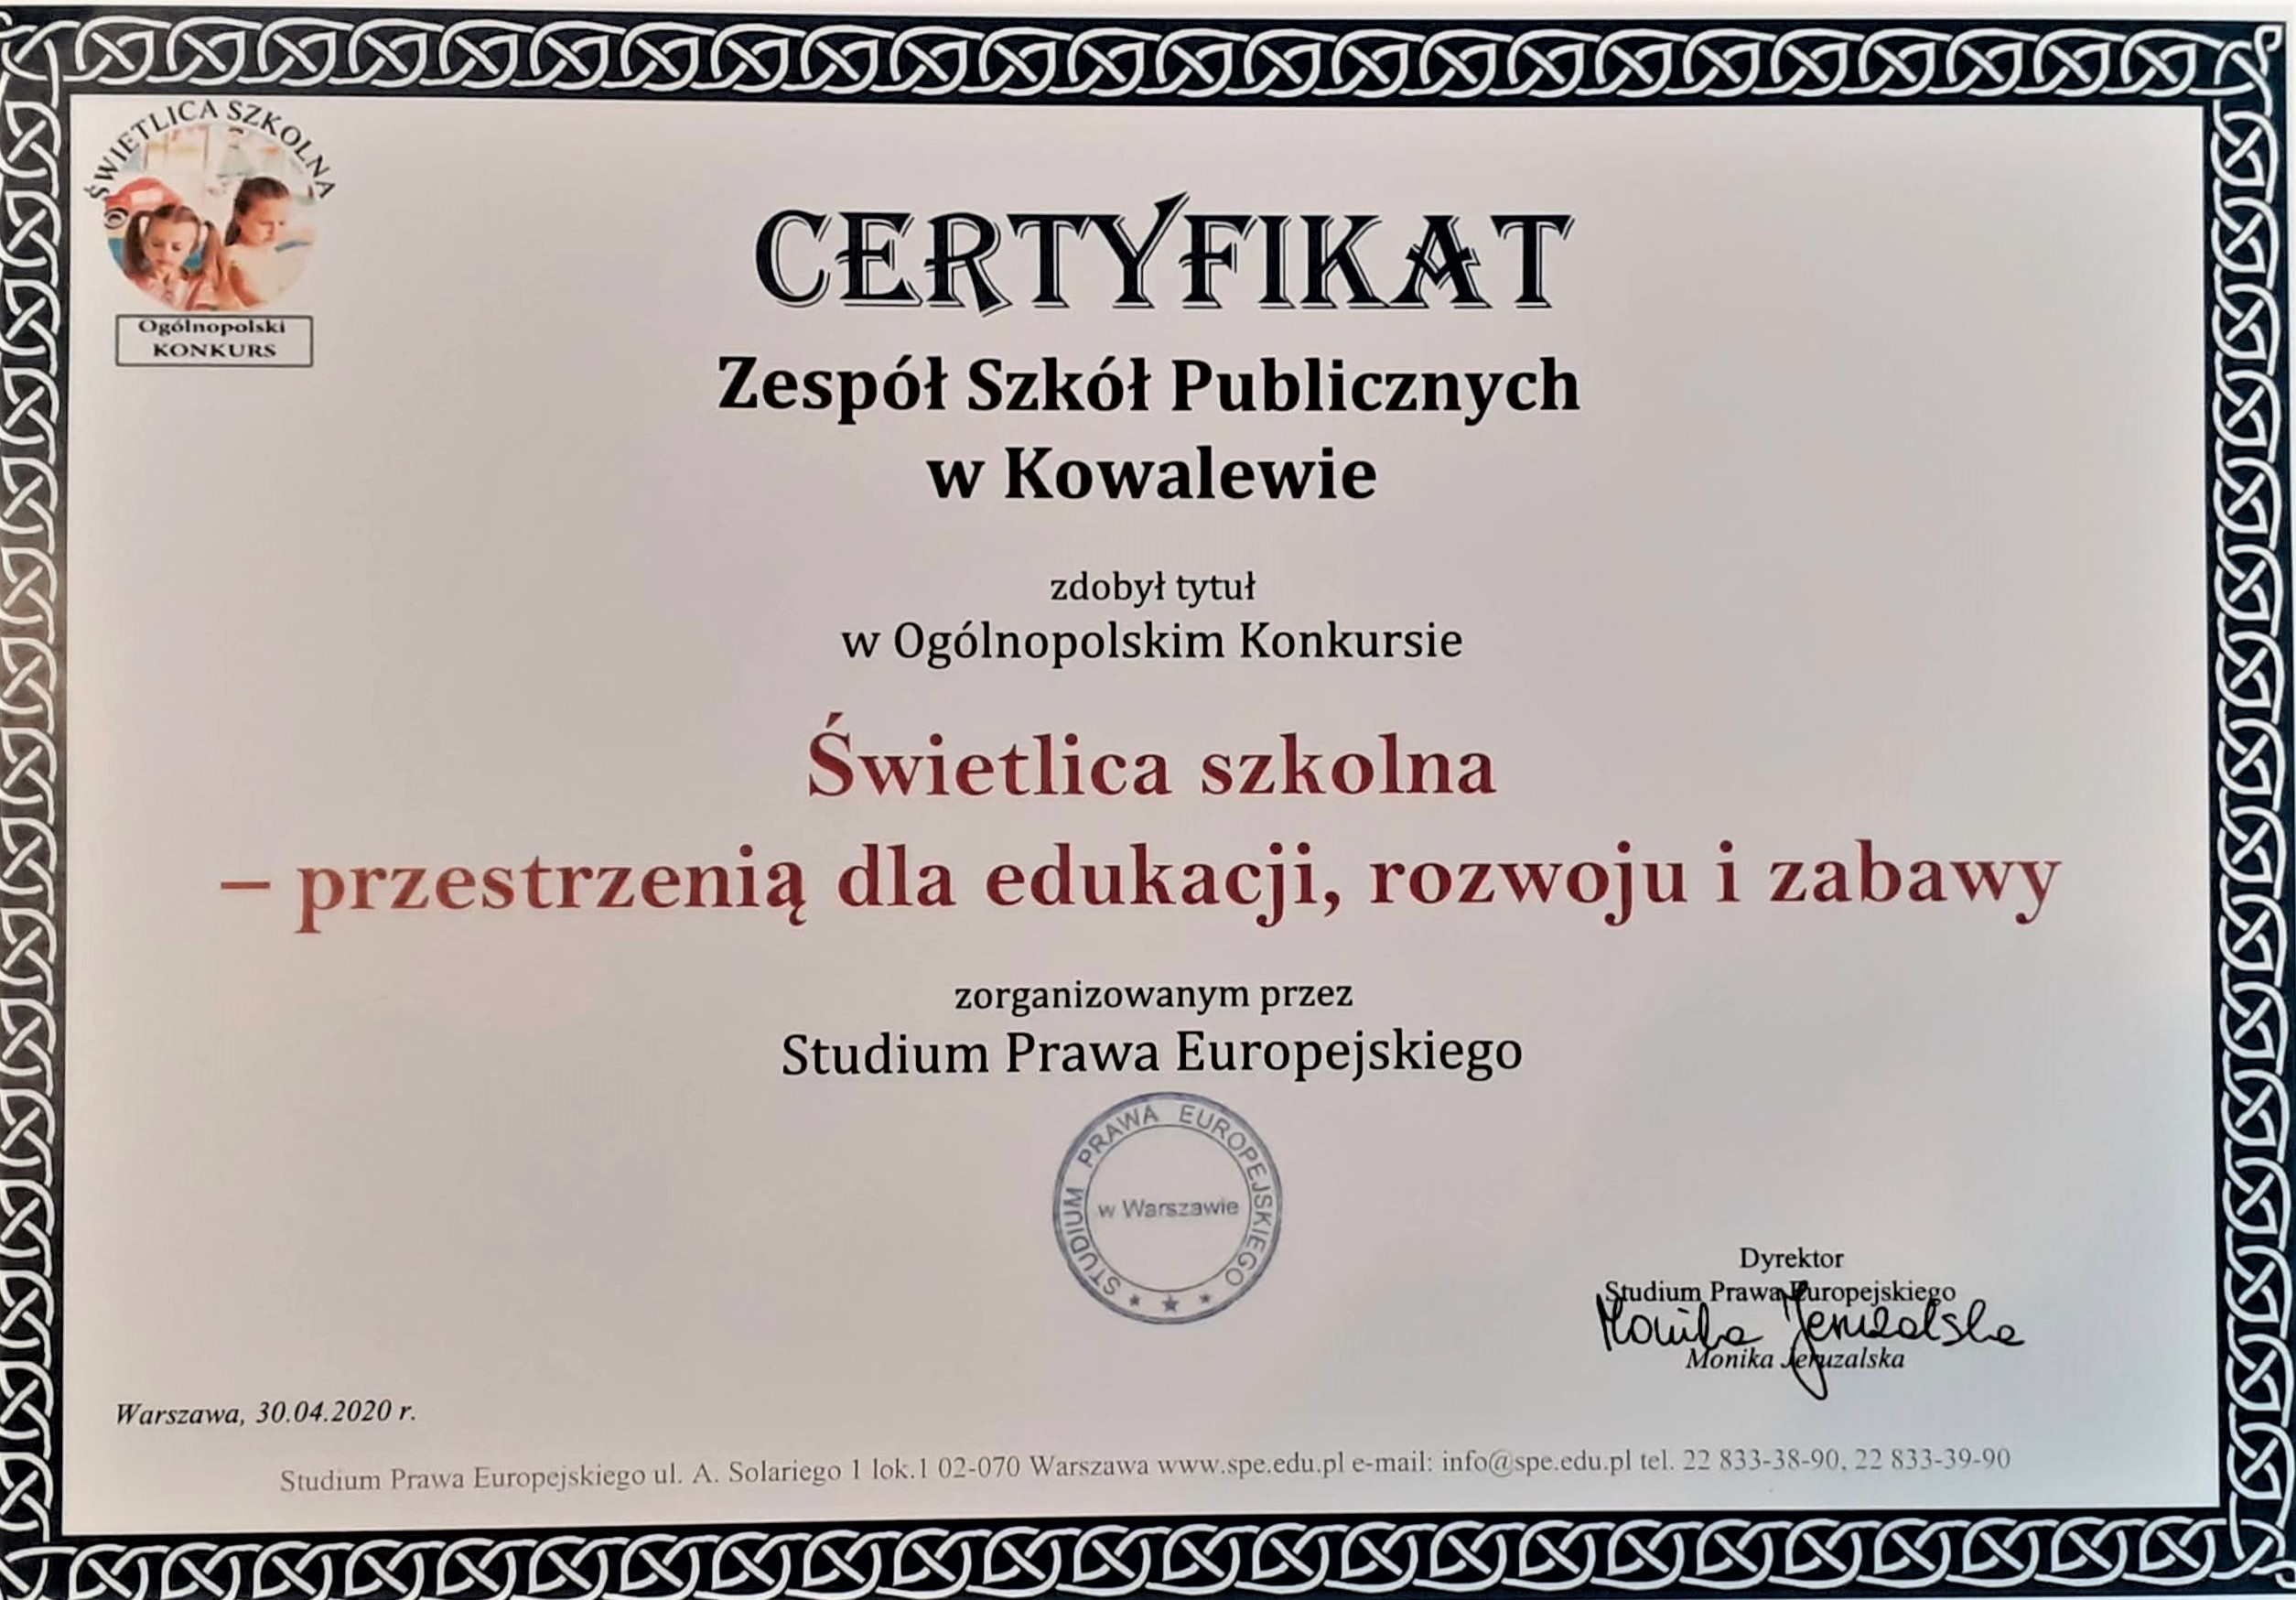 ŚWIETLICA SZKOLNA
Ogólnopolski
KONKURS
CERTYFIKAT
Zespół Szkół Publicznych
w Kowalewie
zdobył tytuł
w Ogólnopolskim Konkursie
Świetlica szkolna
– przestrzenią dla edukacji, rozwoju i zabawy
zorganizowanym przez
Studium Prawa Europejskiego
STUDIUM PRAWA EUROPEJSKIEGO
w Warszawie
Dyrektor
Studium Prawa Europejskiego
Monika Jeruzalska
Monika Jeruzalska
Warszawa, 30.04.2020 r.
Studium Prawa Europejskiego ul. A. Solariego 1 lok.1 02-070 Warszawa www.spe.edu.pl e-mail: info@spe.edu.pl tel. 22 833-38-90, 22 833-39-90